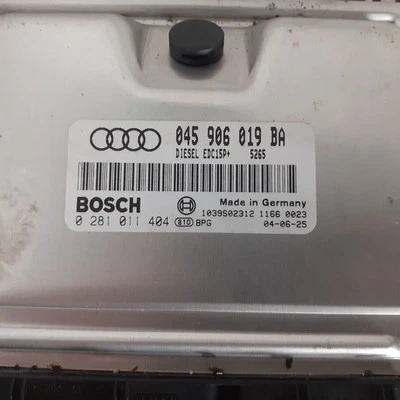 045 906 019 BA
DIESEL EDC15P+ 5265
BOSCH Made in Germany
0 281 011 404 810 BPG 1039S02312 1166 0023
04-06-25